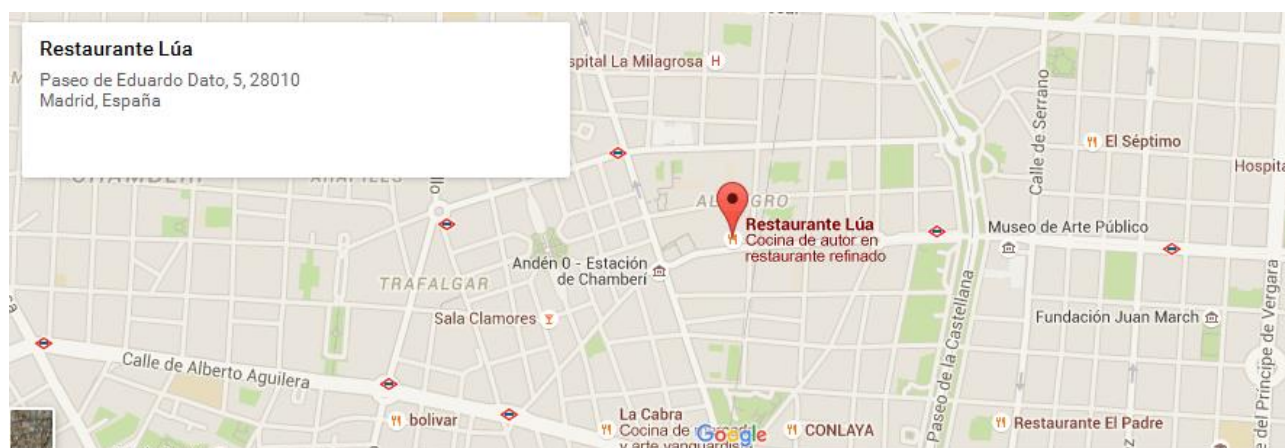 Restaurante Lúa
Paseo de Eduardo Dato, 5, 28010
Madrid, España
spital La Milagrosa H
Calle de Serrano
El Séptimo
Hospita
ALMAGRO
Restaurante Lúa
Cocina de autor en
restaurante refinado
Museo de Arte Público
Andén 0 - Estación
de Chamberí
TRAFALGAR
Sala Clamores
Fundación Juan March
Calle de Alberto Aguilera
Paseo de la Castellana
del Príncipe de Vergara
bolivar
La Cabra
Cocina de mercado
y arte vanguardis
Google
CONLAYA
Restaurante El Padre